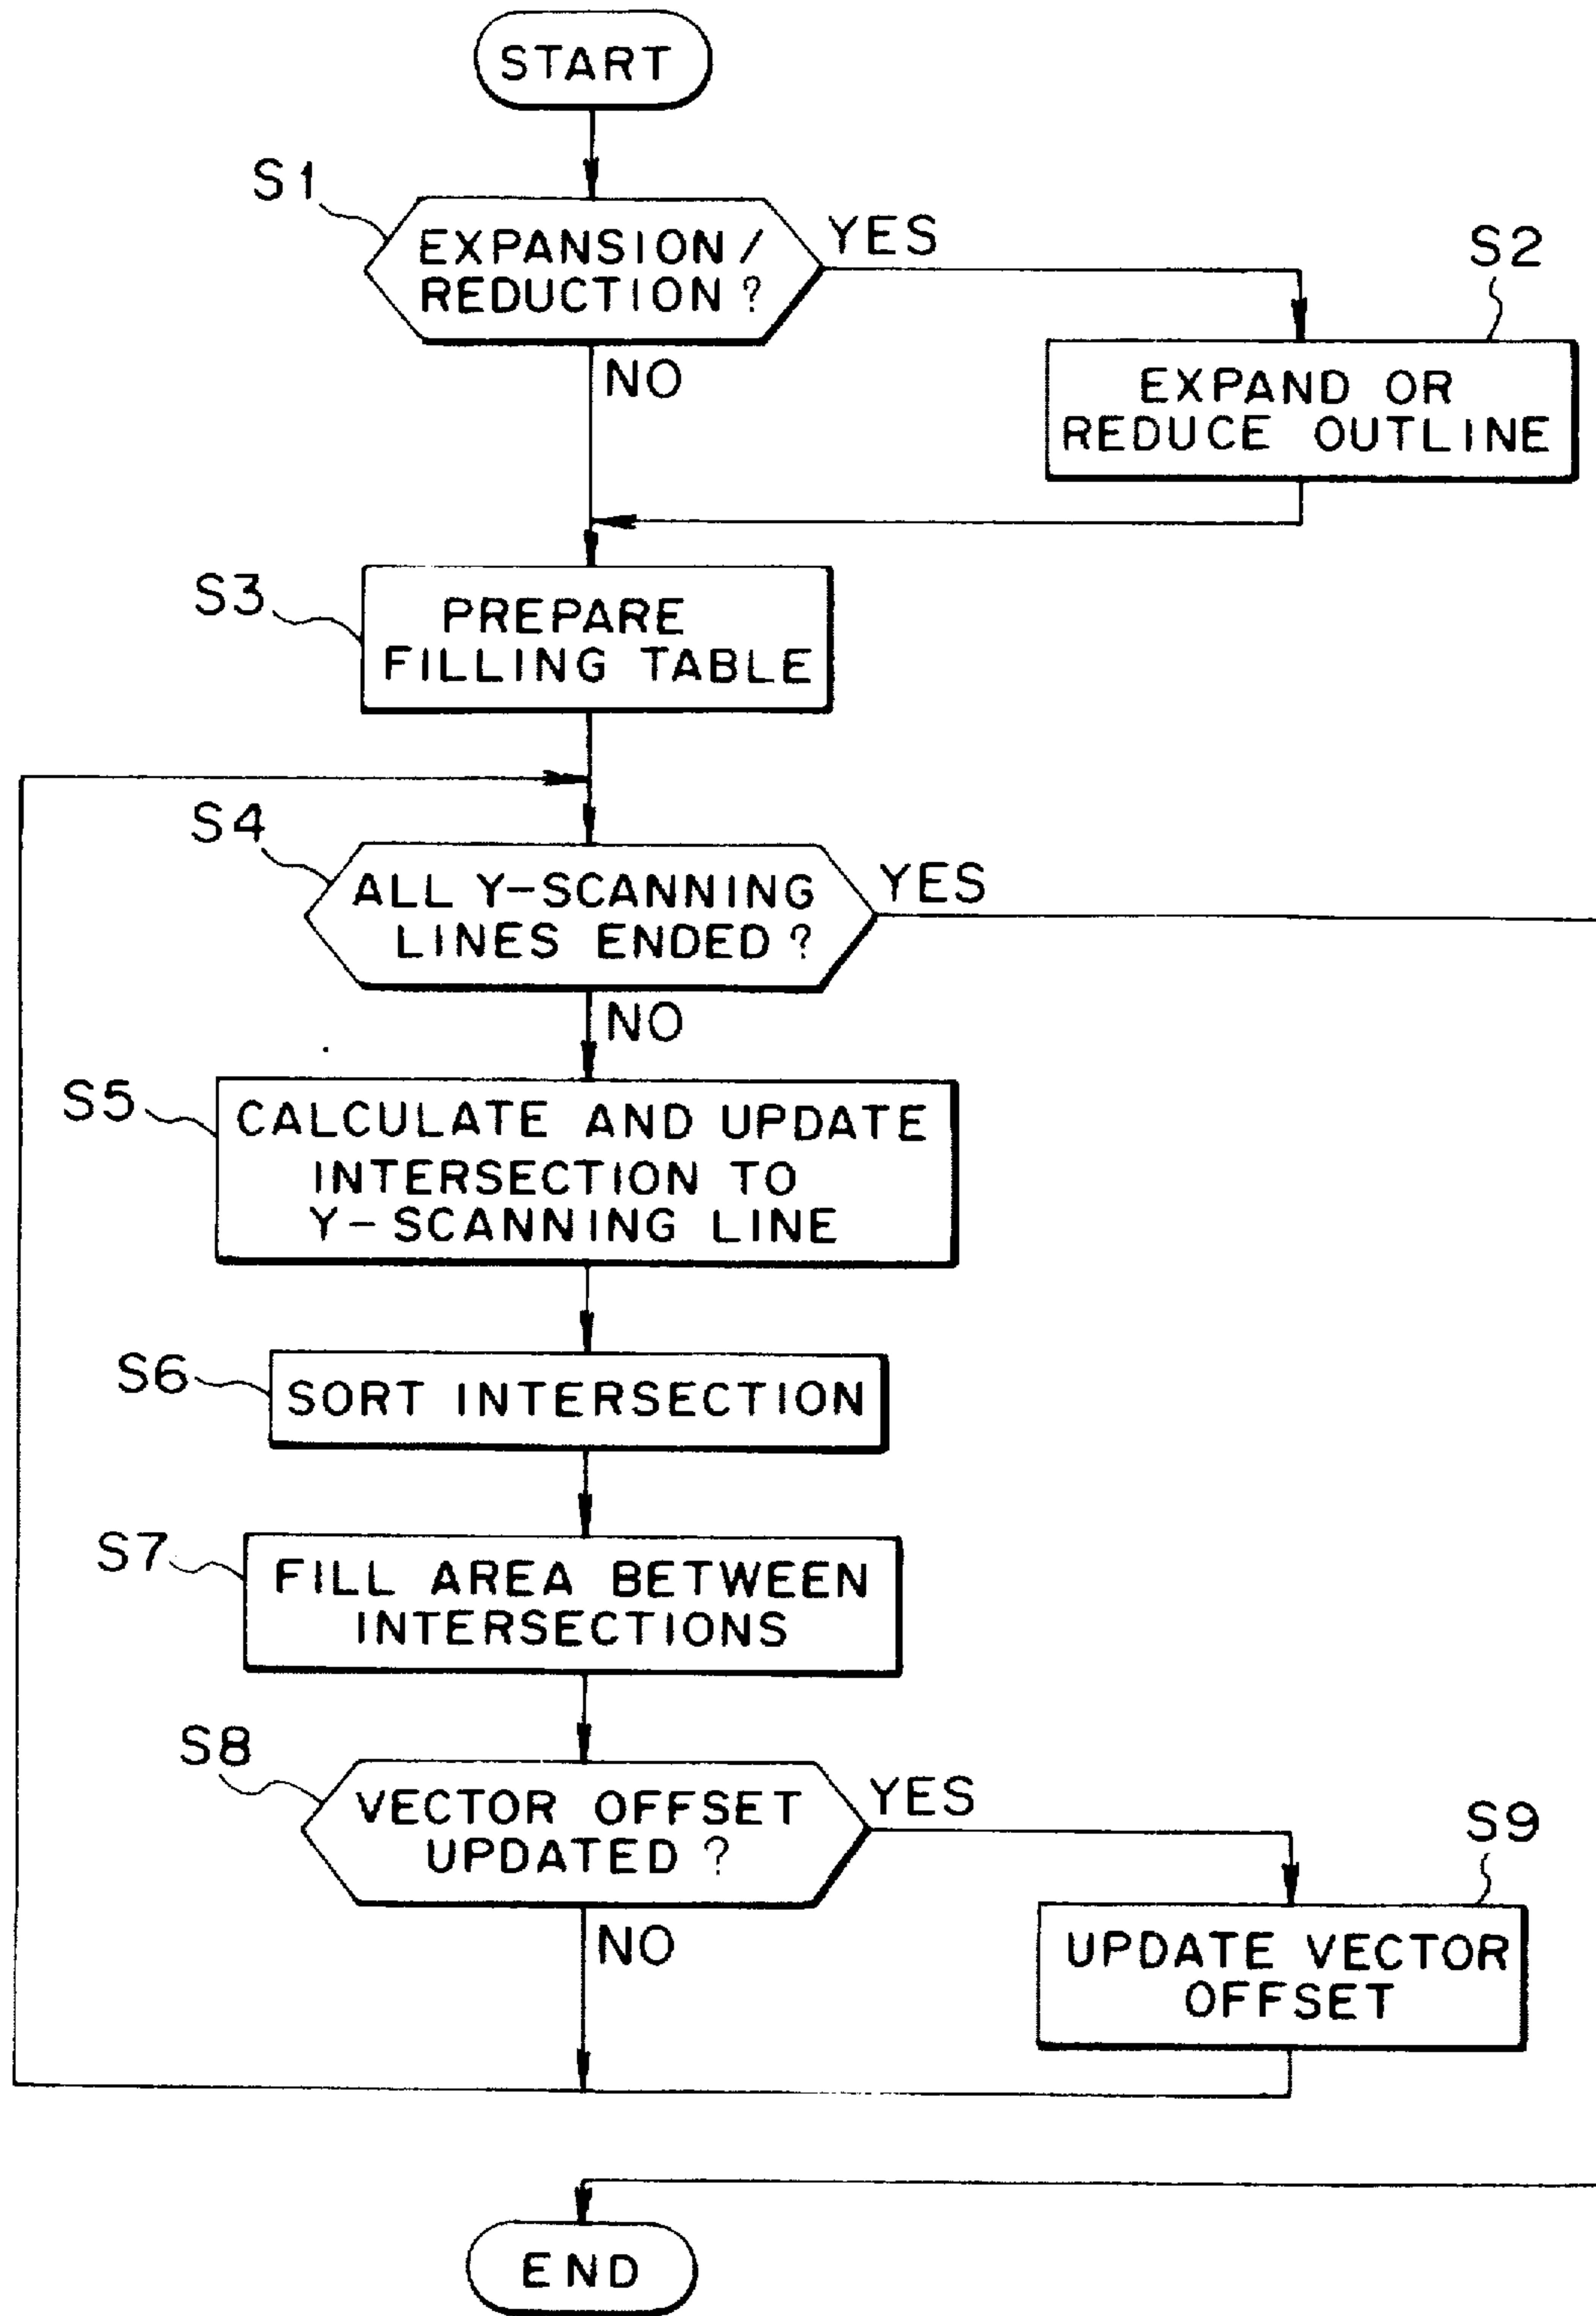 START
S1
EXPANSION/
REDUCTION?
YES
NO
S2
EXPAND OR
REDUCE OUTLINE
S3
PREPARE
FILLING TABLE
S4
ALL Y-SCANNING
LINES ENDED?
YES
NO
S5
CALCULATE AND UPDATE
INTERSECTION TO
Y-SCANNING LINE
S6
SORT INTERSECTION
S7
FILL AREA BETWEEN
INTERSECTIONS
S8
VECTOR OFFSET
UPDATED?
YES
NO
S9
UPDATE VECTOR
OFFSET
END